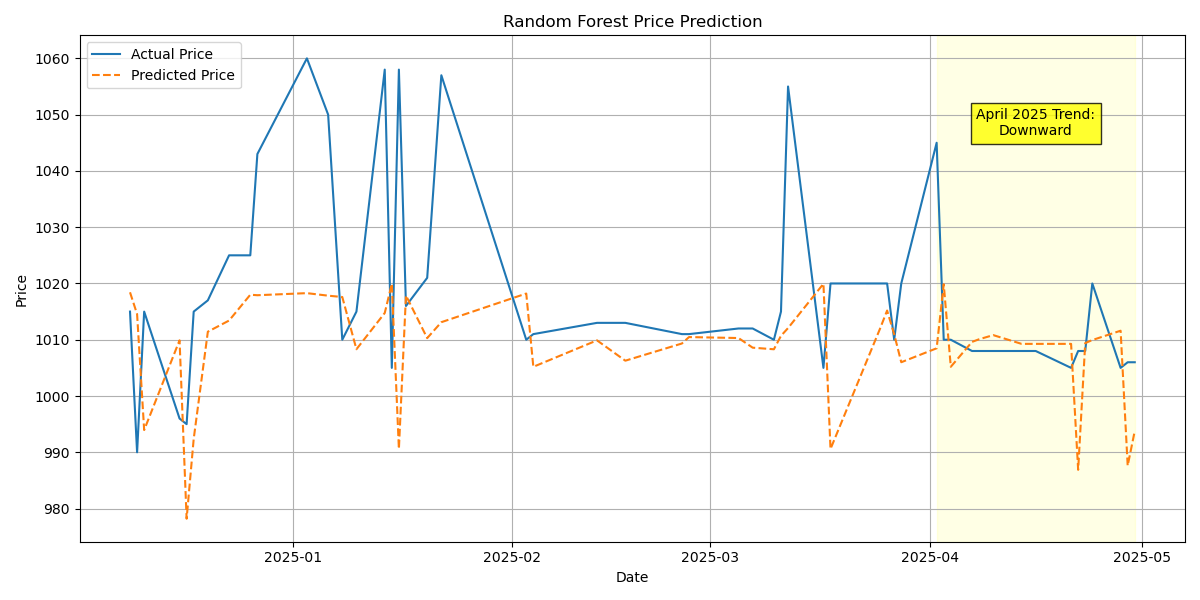 Random Forest Price Prediction
Actual Price
Predicted Price
April 2025 Trend:
Downward
Price
1060
1050
1040
1030
1020
1010
1000
990
980
2025-01
2025-02
2025-03
2025-04
2025-05
Date